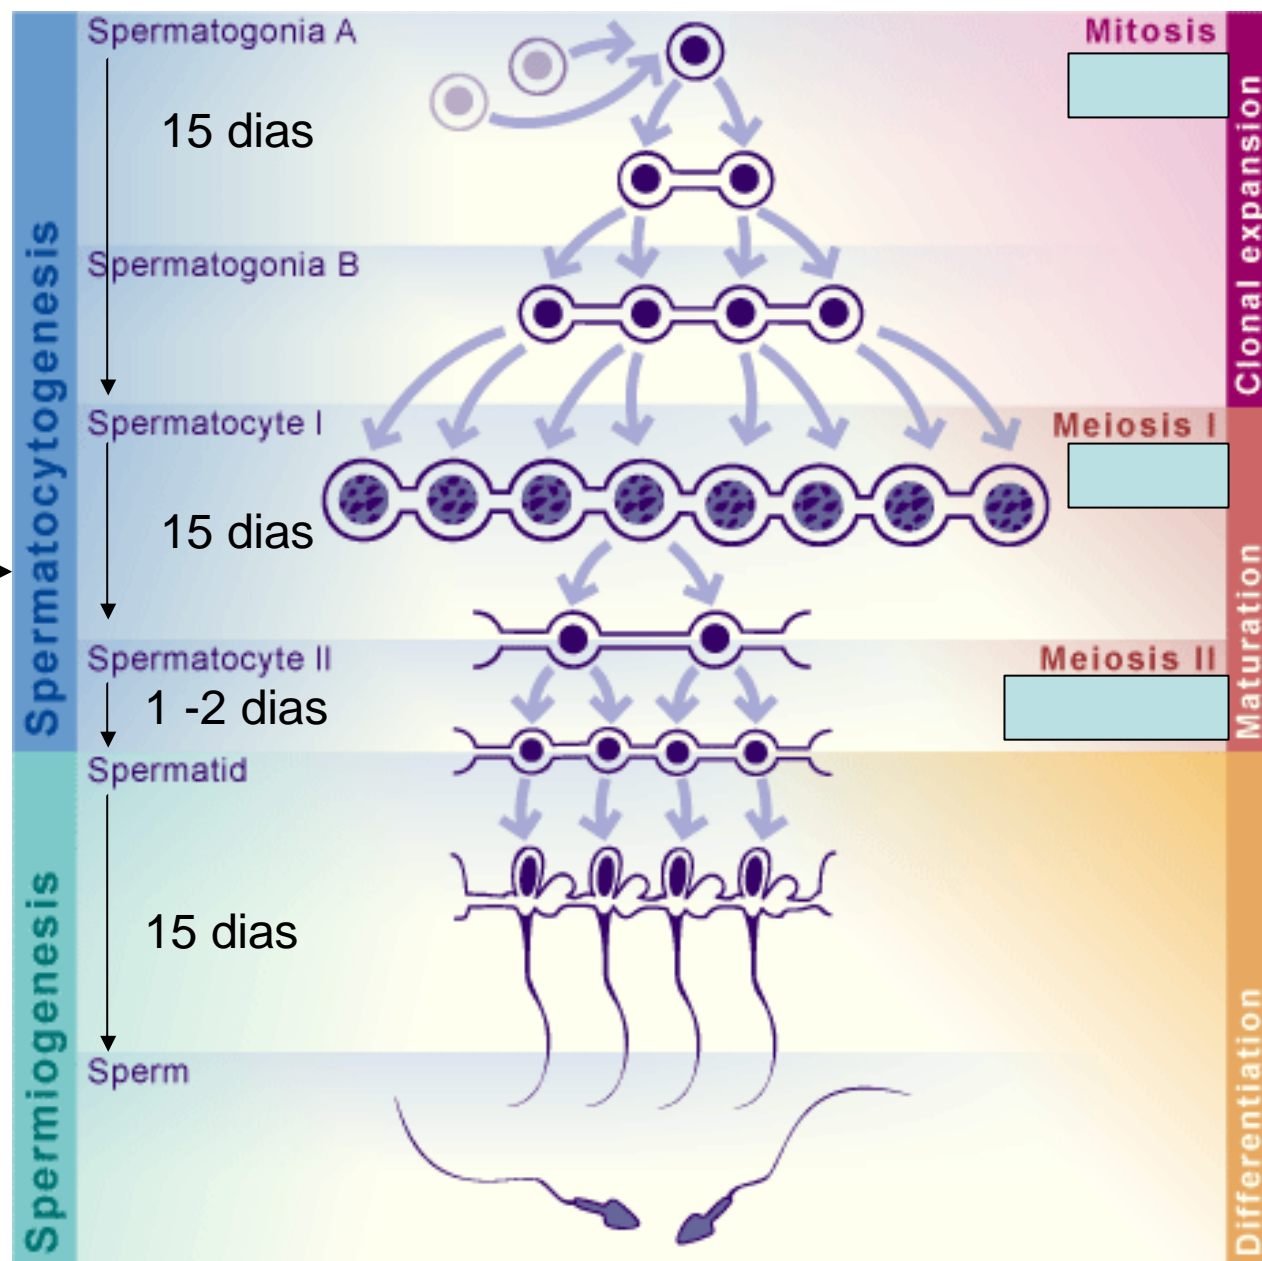 Spermatogonia A
Mitosis
15 dias
Spermatogonia B
Spermatocyte I
Meiosis I
15 dias
Spermatocyte II
Meiosis II
1 -2 dias
Spermatid
15 dias
Sperm
Spermatocytogenesis
Spermiogenesis
Clonal expansion
Maturation
Differentiation